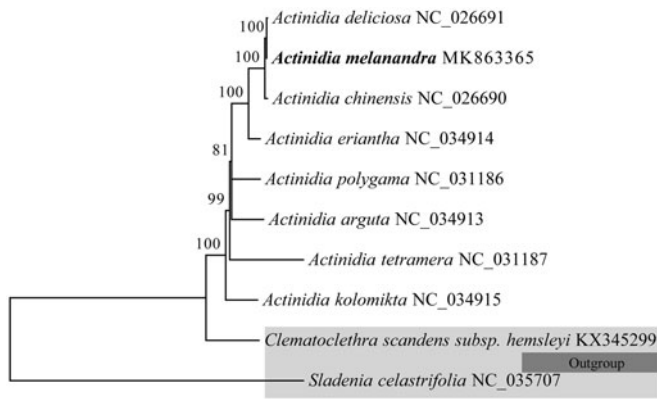 Actinidia deliciosa NC_026691
100
100
Actinidia melanandra MK863365
100
Actinidia chinensis NC_026690
Actinidia eriantha NC_034914
81
Actinidia polygama NC_031186
99
Actinidia arguta NC_034913
100
Actinidia tetramera NC_031187
Actinidia kolomikta NC_034915
Clematoclethra scandens subsp. hemsleyi KX345299
Outgroup
Sladenia celastrifolia NC_035707